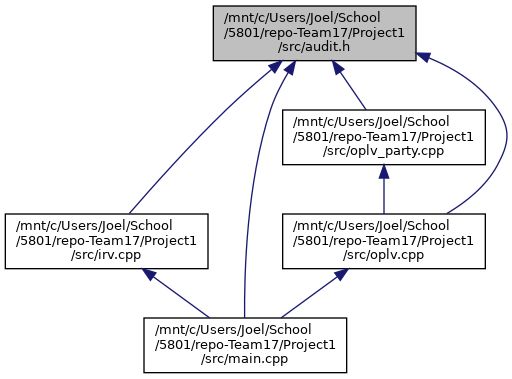 /mnt/c/Users/Joel/School
/5801/repo-Team17/Project1
/src/audit.h
/mnt/c/Users/Joel/School
/5801/repo-Team17/Project1
/src/oplv_party.cpp
/mnt/c/Users/Joel/School
/5801/repo-Team17/Project1
/src/irv.cpp
/mnt/c/Users/Joel/School
/5801/repo-Team17/Project1
/src/oplv.cpp
/mnt/c/Users/Joel/School
/5801/repo-Team17/Project1
/src/main.cpp